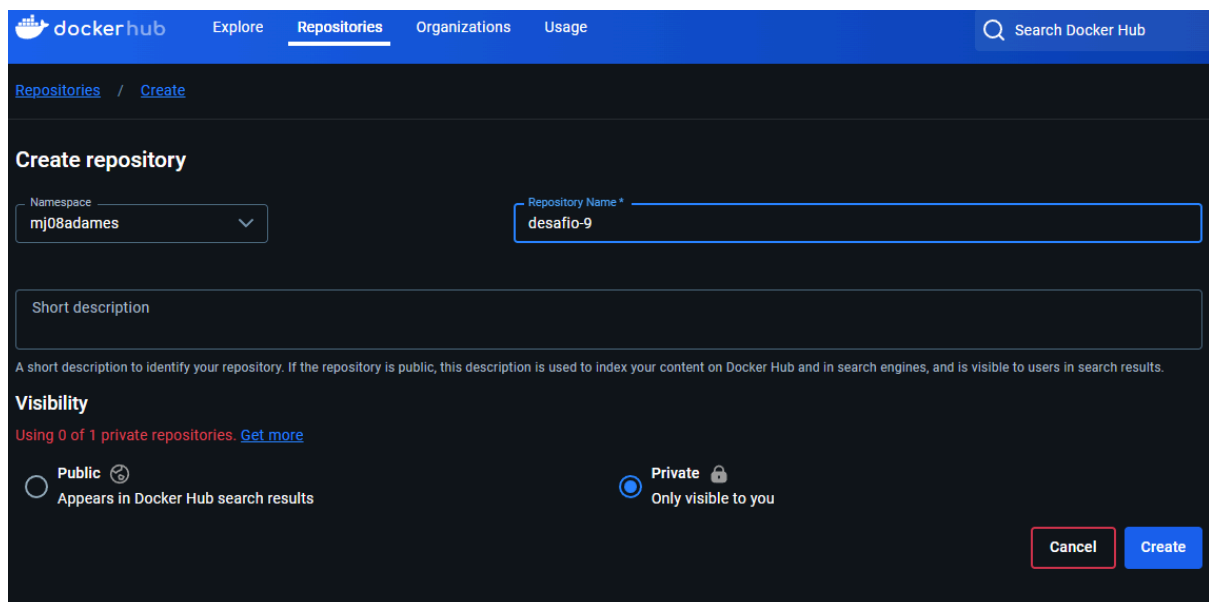 dockerhub Explore Repositories Organizations Usage Search Docker Hub
Repositories / Create
Create repository
Namespace
mj08adames
Repository Name *
desafio-9
Short description
A short description to identify your repository. If the repository is public, this description is used to index your content on Docker Hub and in search engines, and is visible to users in search results.
Visibility
Using 0 of 1 private repositories. Get more
Public
Appears in Docker Hub search results
Private
Only visible to you
Cancel Create